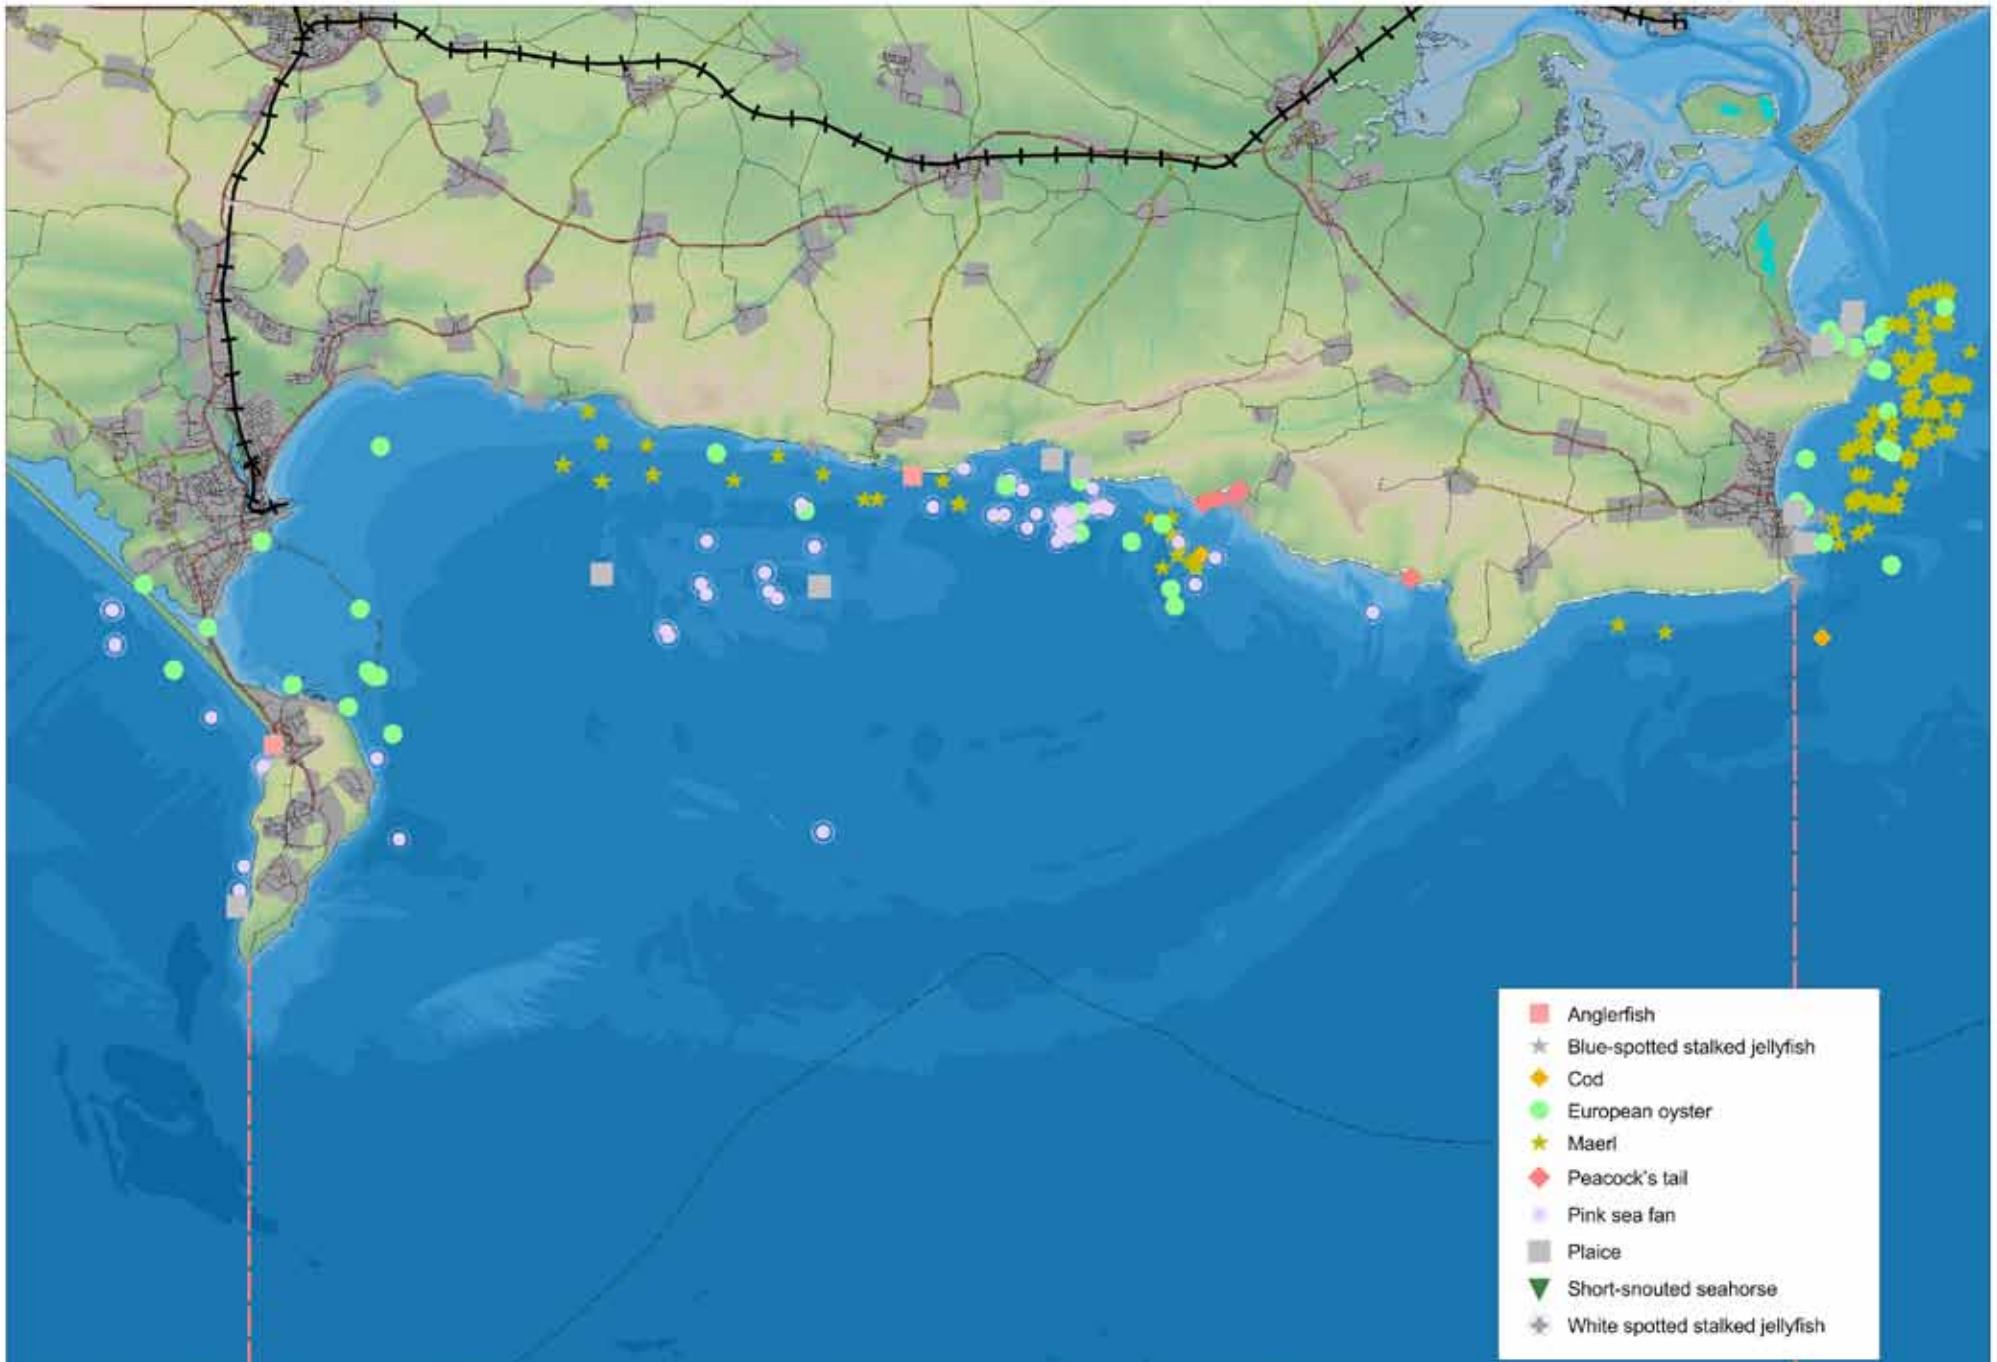 Anglerfish
Blue-spotted stalked jellyfish
Cod
European oyster
Maerl
Peacock's tail
Pink sea fan
Plaice
Short-snouted seahorse
White spotted stalked jellyfish